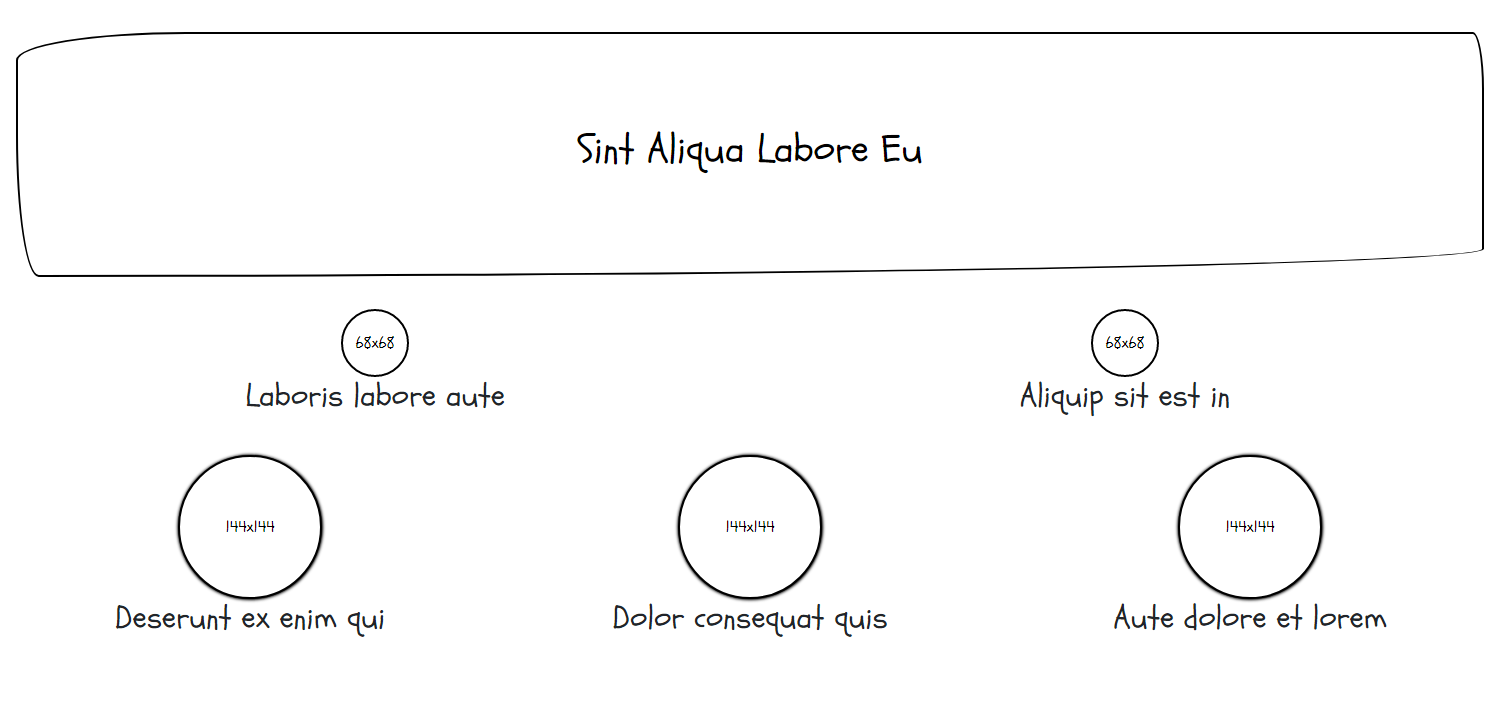 Sint Aliqua Labore Eu
68x68
68x68
Laboris labore aute
Aliquip sit est in
144x144
144x144
144x144
Deserunt ex enim qui
Dolor consequat quis
Aute dolore et lorem